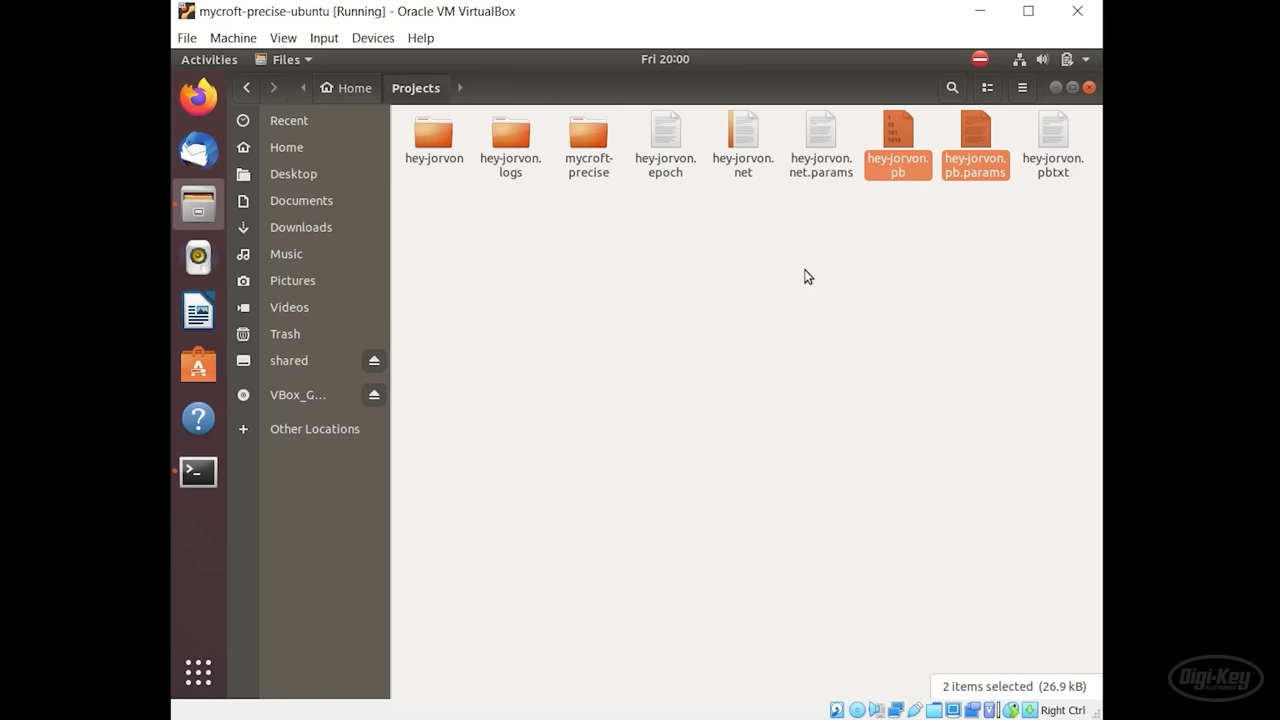 mycroft-precise-ubuntu [Running] - Oracle VM VirtualBox
File Machine View Input Devices Help
Activities Files Fri 20:00
Home Projects
Recent
Home
Desktop
Documents
Downloads
Music
Pictures
Videos
Trash
shared
VBox_G...
Other Locations
hey-jorvon
hey-jorvon.
logs
mycroft-
precise
hey-jorvon.
epoch
hey-jorvon.
net
hey-jorvon.
net.params
hey-jorvon.
pb
hey-jorvon.
pb.params
hey-jorvon.
pbtxt
2 items selected (26.9 kB)
Right Ctrl
Digi-Key
ELECTRONICS